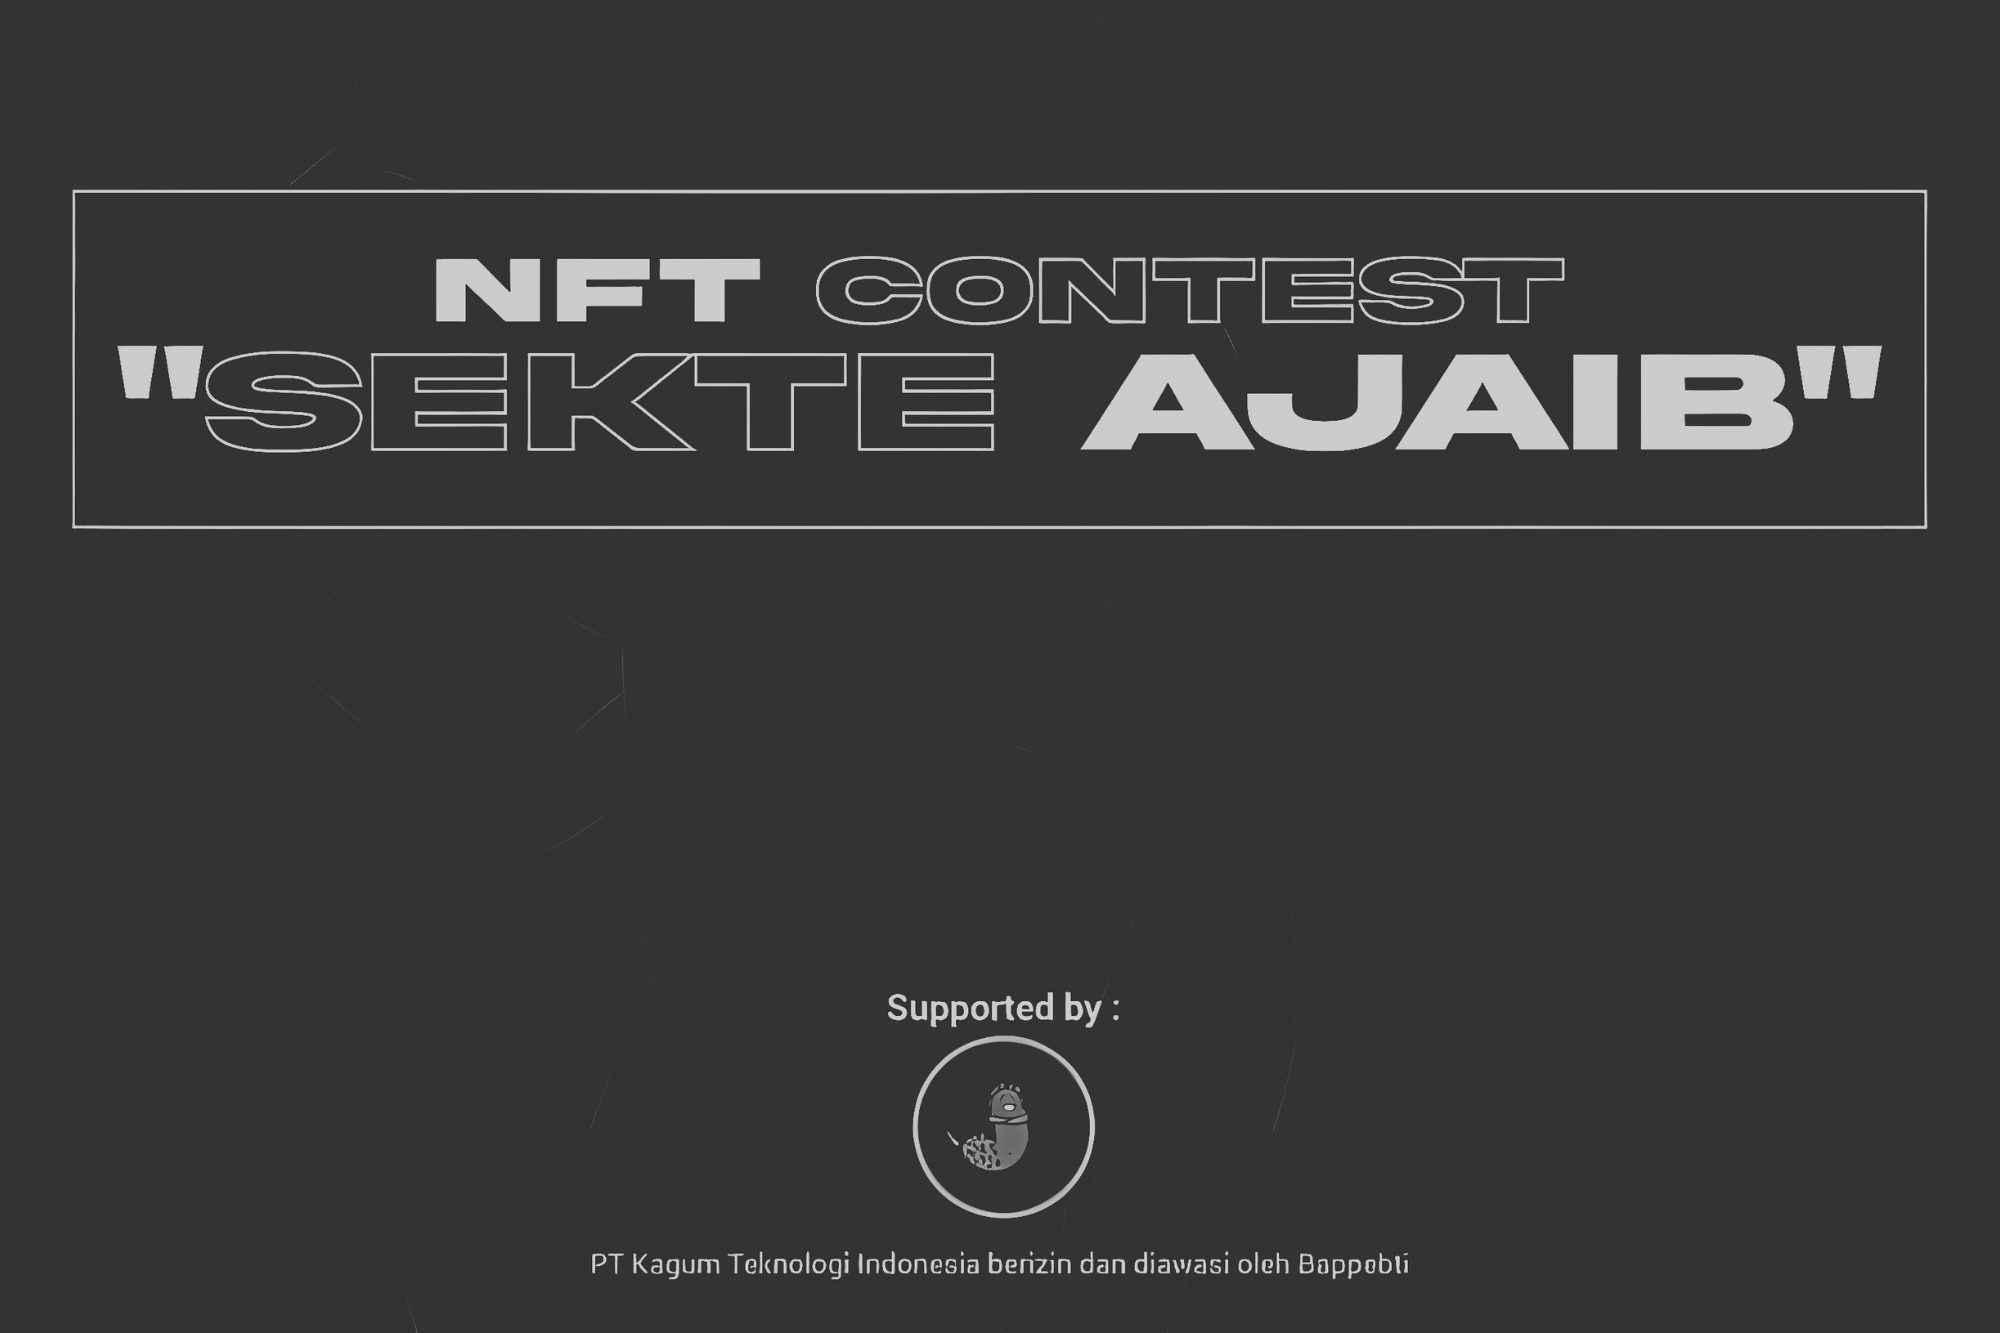 NFT CONTEST
"SEKTE AJAIB"
Supported by :
PT Kagum Teknologi Indonesia berizin dan diawasi oleh Bappebti